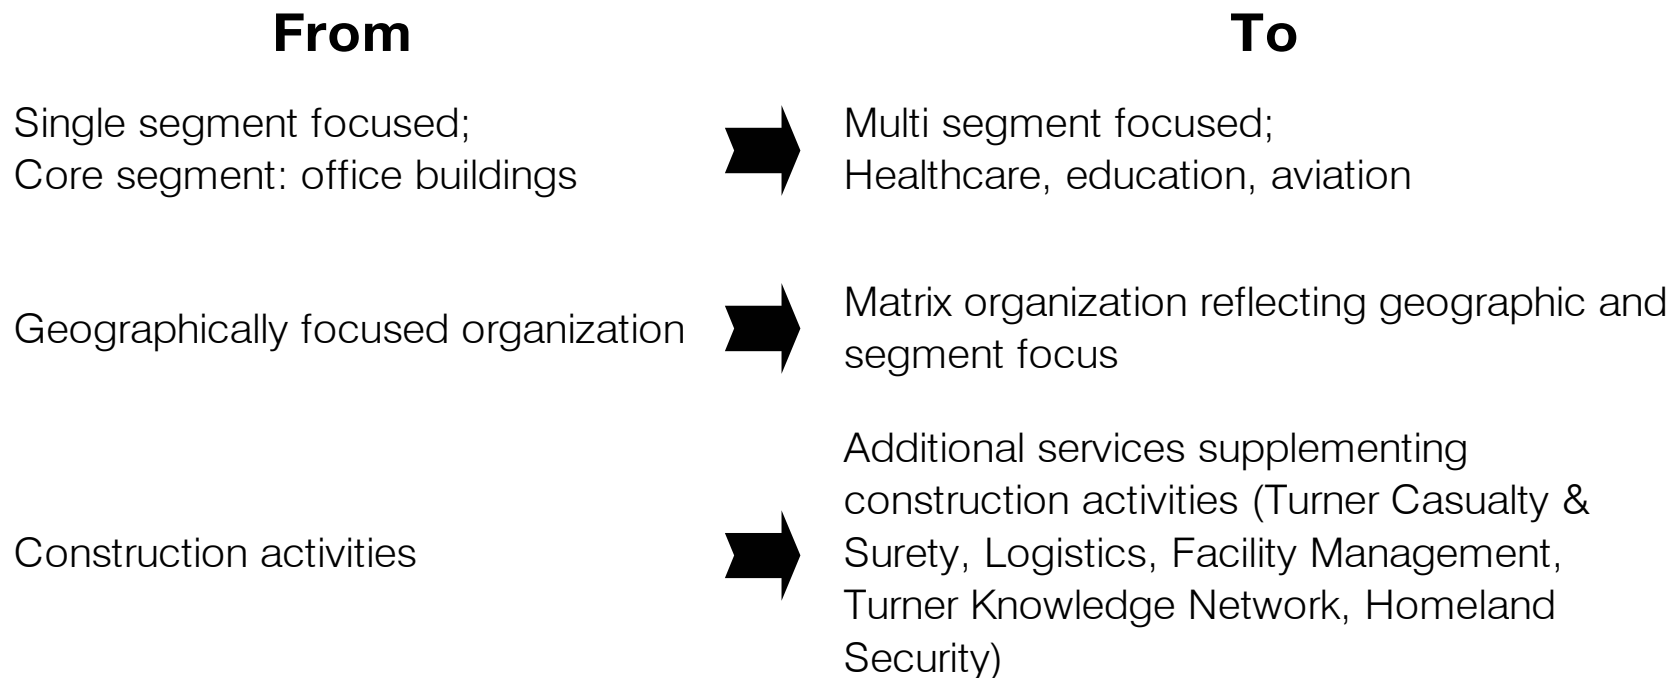 From
To
Single segment focused;
Core segment: office buildings
Multi segment focused;
Healthcare, education, aviation
Geographically focused organization
Matrix organization reflecting geographic and
segment focus
Construction activities
Additional services supplementing
construction activities (Turner Casualty &
Surety, Logistics, Facility Management,
Turner Knowledge Network, Homeland
Security)